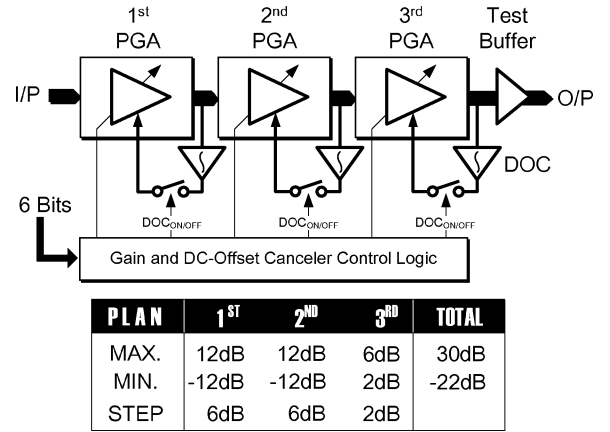 1st PGA
2nd PGA
3rd PGA
Test Buffer
I/P
O/P
DOC
6 Bits
DOCON/OFF
DOCON/OFF
DOCON/OFF
Gain and DC-Offset Canceler Control Logic
PLAN 1ST 2ND 3RD TOTAL
MAX. 12dB 12dB 6dB 30dB
MIN. -12dB -12dB 2dB -22dB
STEP 6dB 6dB 2dB